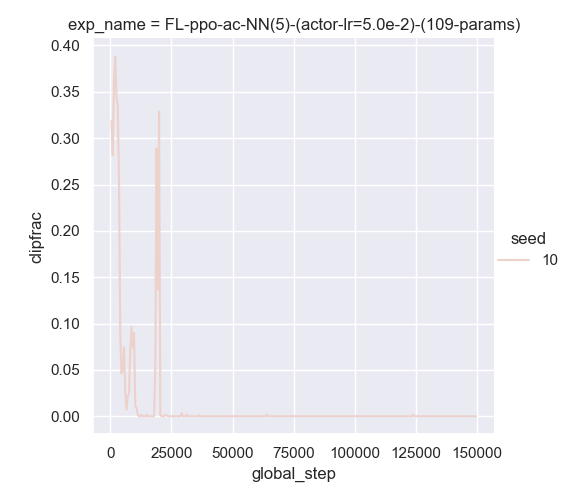 exp_name = FL-ppo-ac-NN(5)-(actor-lr=5.0e-2)-(109-params)
0.40
0.35
0.30
0.25
0.20
0.15
0.10
0.05
0.00
clipfrac
0 25000 50000 75000 100000 125000 150000
global_step
seed
10